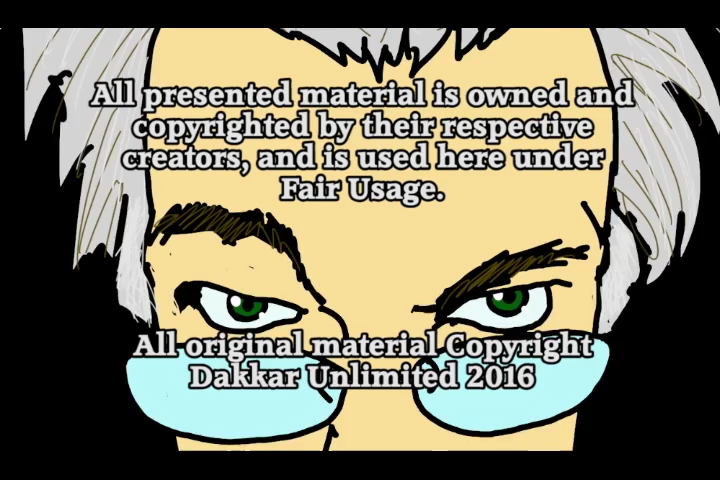 All presented material is owned and
copyrighted by their respective
creators, and is used here under
Fair Usage.
All original material Copyright
Dakkar Unlimited 2016